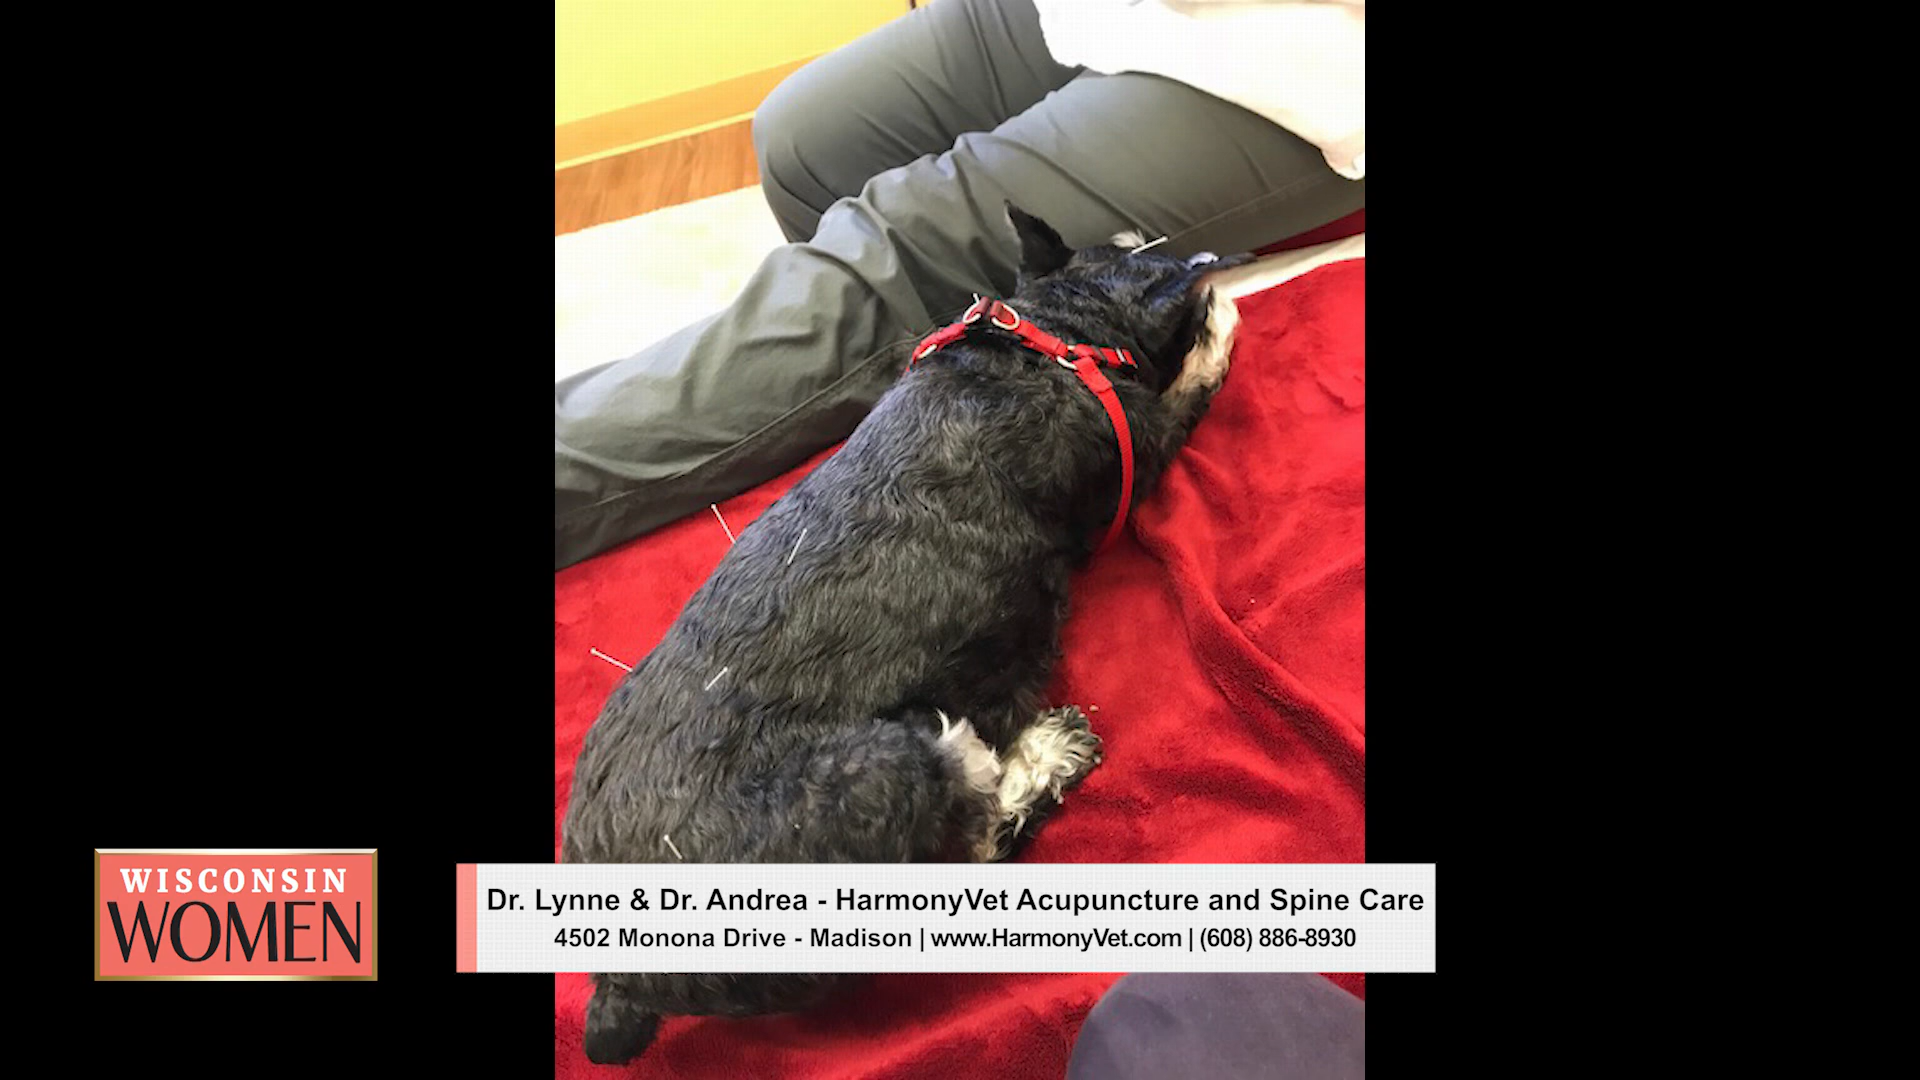 WISCONSIN
WOMEN
Dr. Lynne & Dr. Andrea - HarmonyVet Acupuncture and Spine Care
4502 Monona Drive - Madison | www.HarmonyVet.com | (608) 886-8930